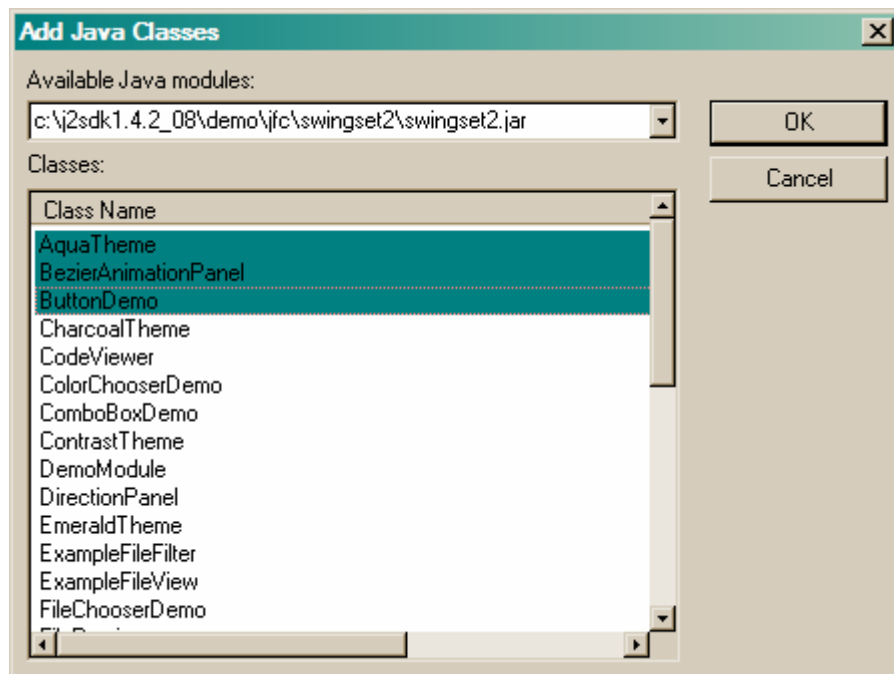 Add Java Classes
Available Java modules:
c:\j2sdk1.4.2_08\demo\jfc\swingset2\swingset2.jar
OK
Classes:
Cancel
Class Name
AquaTheme
BezierAnimationPanel
ButtonDemo
CharcoalTheme
CodeViewer
ColorChooserDemo
ComboBoxDemo
ContrastTheme
DemoModule
DirectionPanel
EmeraldTheme
ExampleFileFilter
ExampleFileView
FileChooserDemo